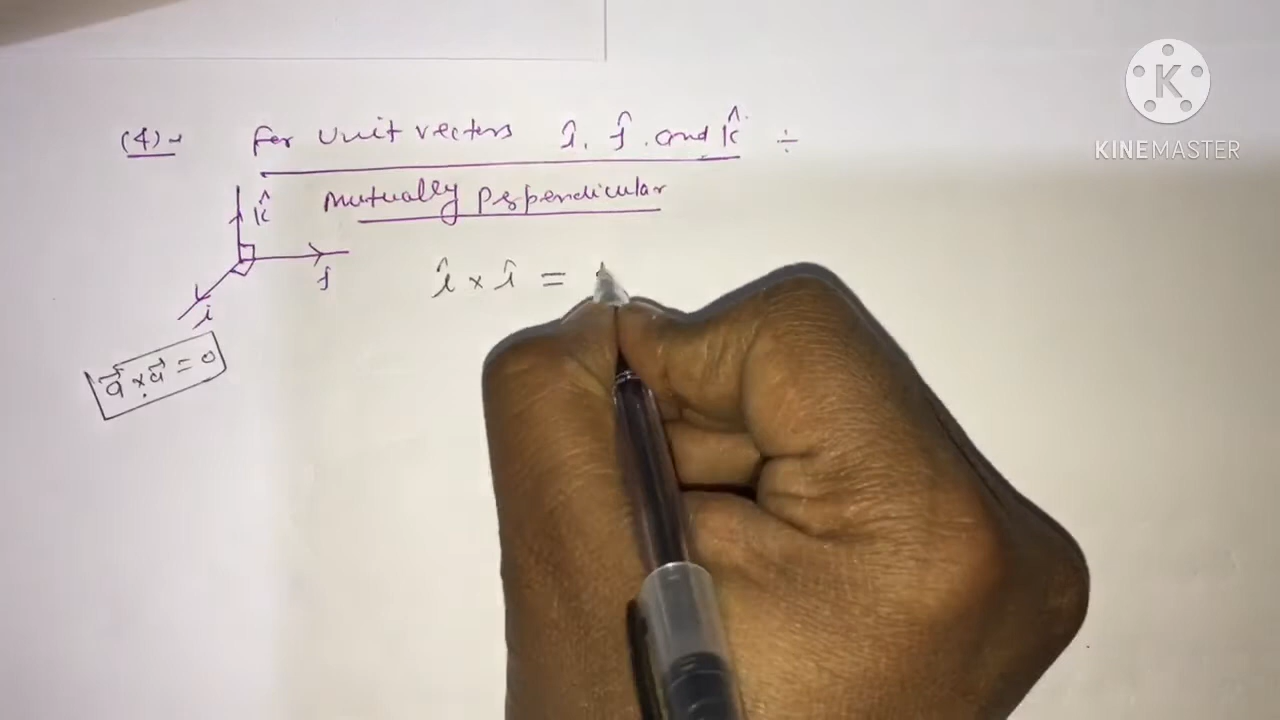 (4)→ For unit vectors î, ĵ, and k̂ ÷
Mutually perpendicular
k̂
j
i
î × î =
a⃗ × a⃗ = 0
K
KINEMASTER